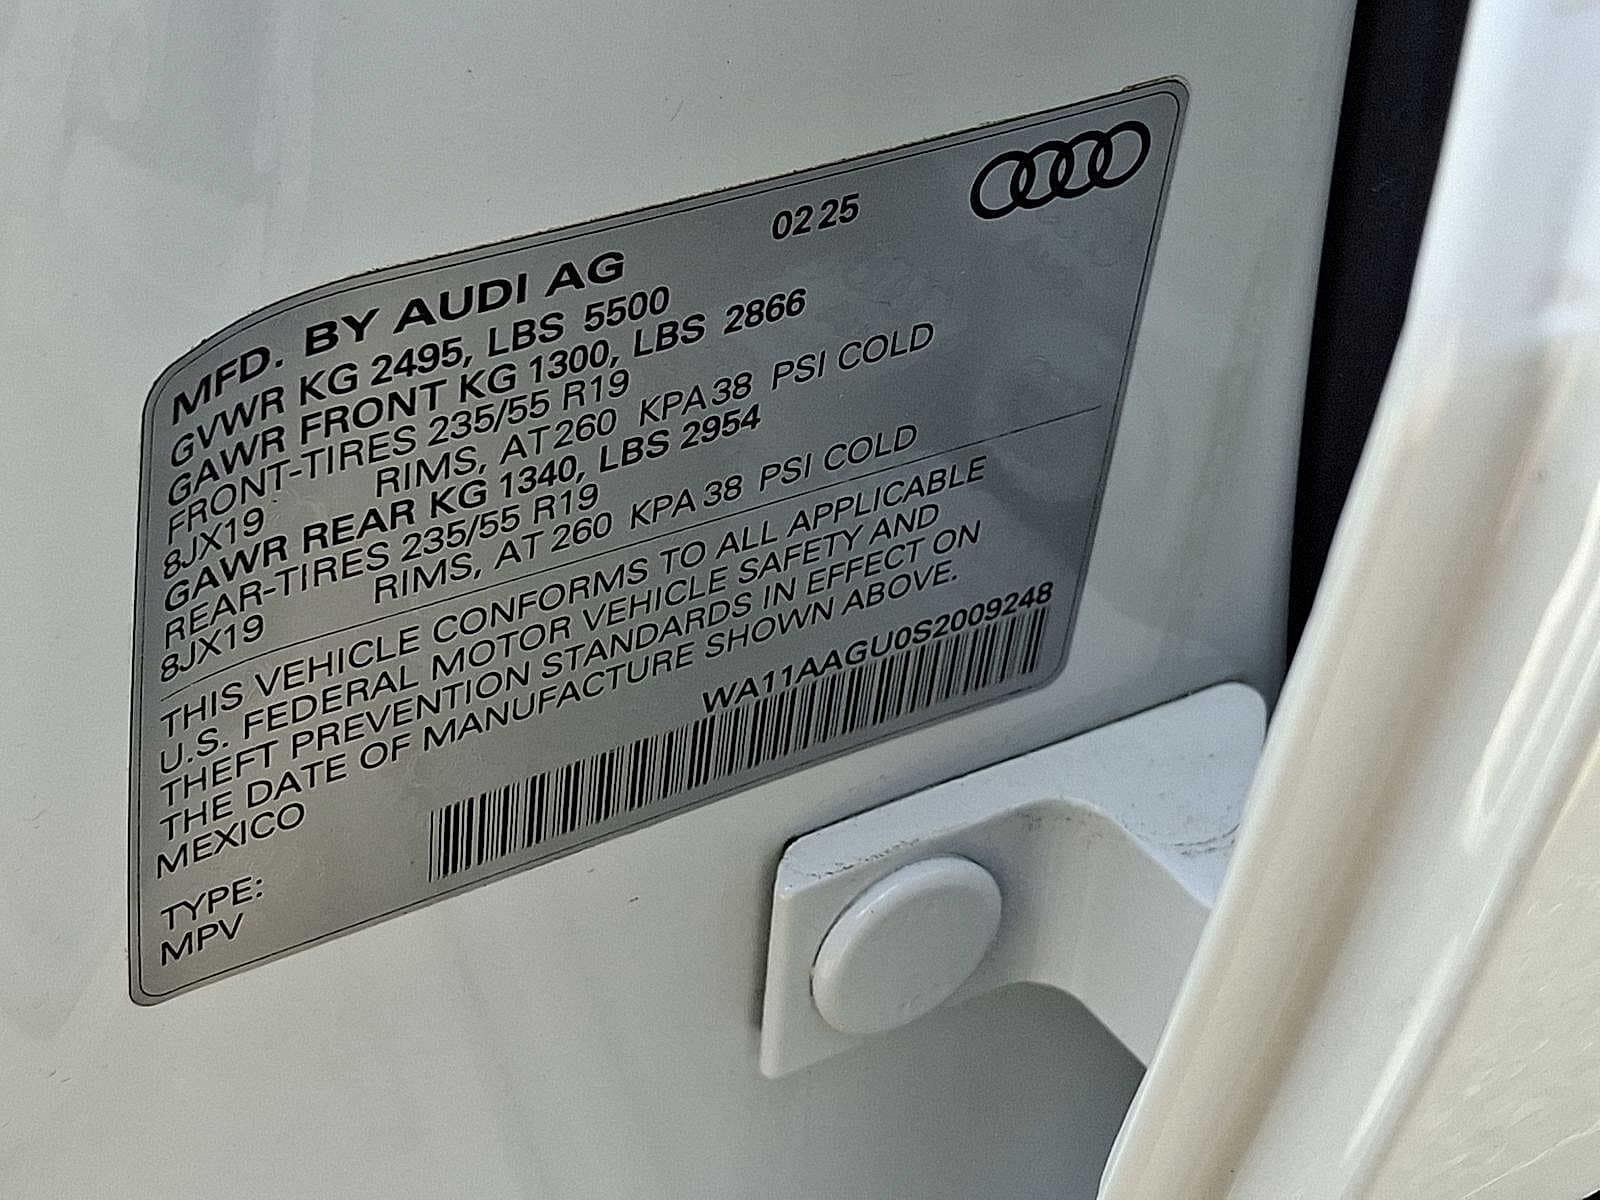 02 25
MFD. BY AUDI AG
GVWR KG 2495, LBS 5500
GAWR FRONT KG 1300, LBS 2866
FRONT-TIRES 235/55 R19
8JX19 RIMS, AT 260 KPA 38 PSI COLD
GAWR REAR KG 1340, LBS 2954
REAR-TIRES 235/55 R19
8JX19 RIMS, AT 260 KPA 38 PSI COLD
THIS VEHICLE CONFORMS TO ALL APPLICABLE
U.S. FEDERAL MOTOR VEHICLE SAFETY AND
THEFT PREVENTION STANDARDS IN EFFECT ON
THE DATE OF MANUFACTURE SHOWN ABOVE.
MEXICO
WA11AAGU0S2009248
TYPE:
MPV